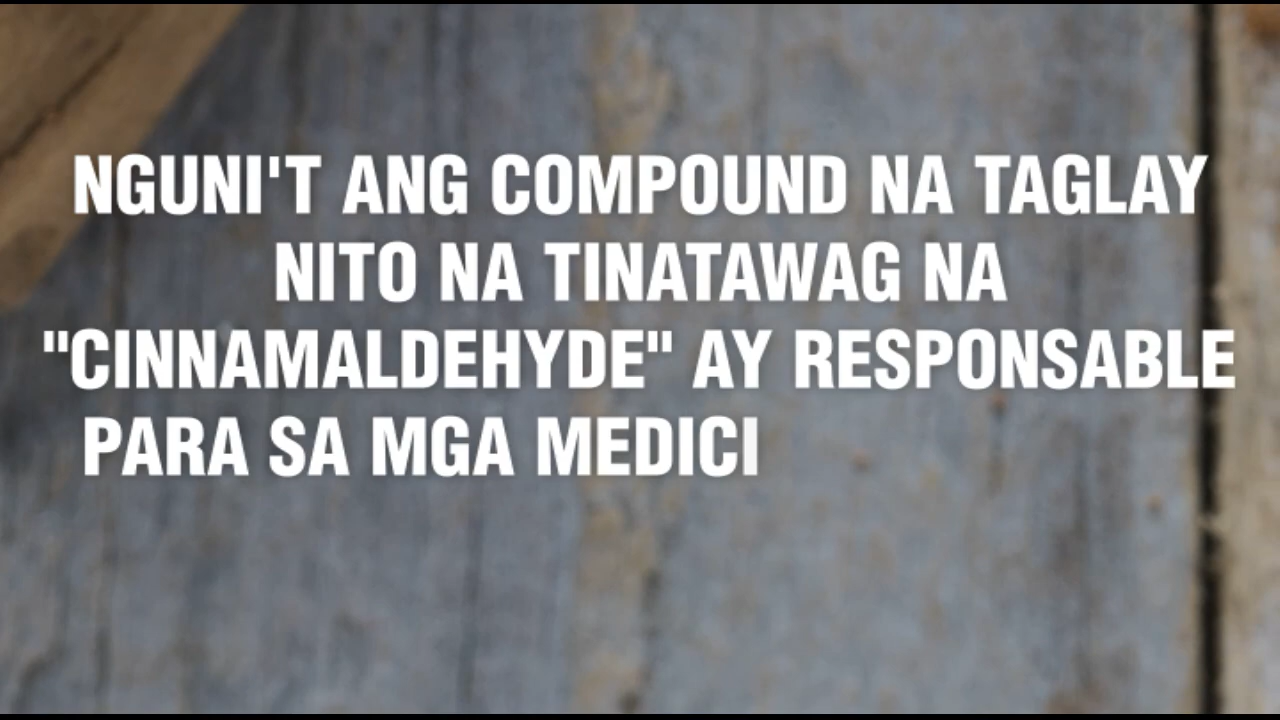 NGUNI'T ANG COMPOUND NA TAGLAY
NITO NA TINATAWAG NA
"CINNAMALDEHYDE" AY RESPONSABLE
PARA SA MGA MEDICI